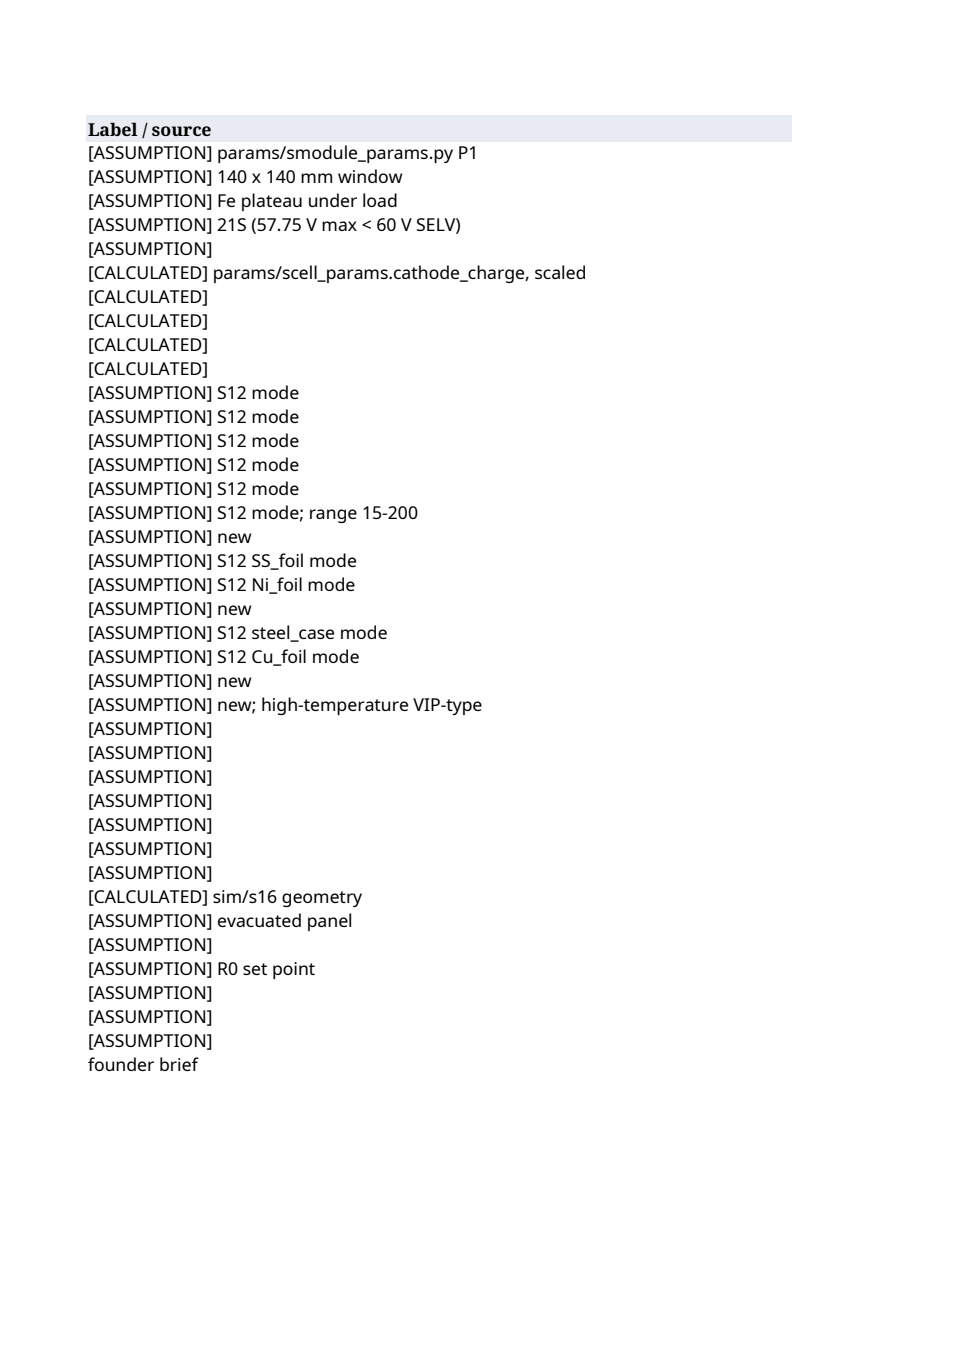 Label / source
[ASSUMPTION] params/smodule_params.py P1
[ASSUMPTION] 140 x 140 mm window
[ASSUMPTION] Fe plateau under load
[ASSUMPTION] 21S (57.75 V max < 60 V SELV)
[ASSUMPTION]
[CALCULATED] params/scell_params.cathode_charge, scaled
[CALCULATED]
[CALCULATED]
[CALCULATED]
[CALCULATED]
[ASSUMPTION] S12 mode
[ASSUMPTION] S12 mode
[ASSUMPTION] S12 mode
[ASSUMPTION] S12 mode
[ASSUMPTION] S12 mode
[ASSUMPTION] S12 mode; range 15-200
[ASSUMPTION] new
[ASSUMPTION] S12 SS_foil mode
[ASSUMPTION] S12 Ni_foil mode
[ASSUMPTION] new
[ASSUMPTION] S12 steel_case mode
[ASSUMPTION] S12 Cu_foil mode
[ASSUMPTION] new
[ASSUMPTION] new; high-temperature VIP-type
[ASSUMPTION]
[ASSUMPTION]
[ASSUMPTION]
[ASSUMPTION]
[ASSUMPTION]
[ASSUMPTION]
[ASSUMPTION]
[CALCULATED] sim/s16 geometry
[ASSUMPTION] evacuated panel
[ASSUMPTION]
[ASSUMPTION] R0 set point
[ASSUMPTION]
[ASSUMPTION]
[ASSUMPTION]
founder brief